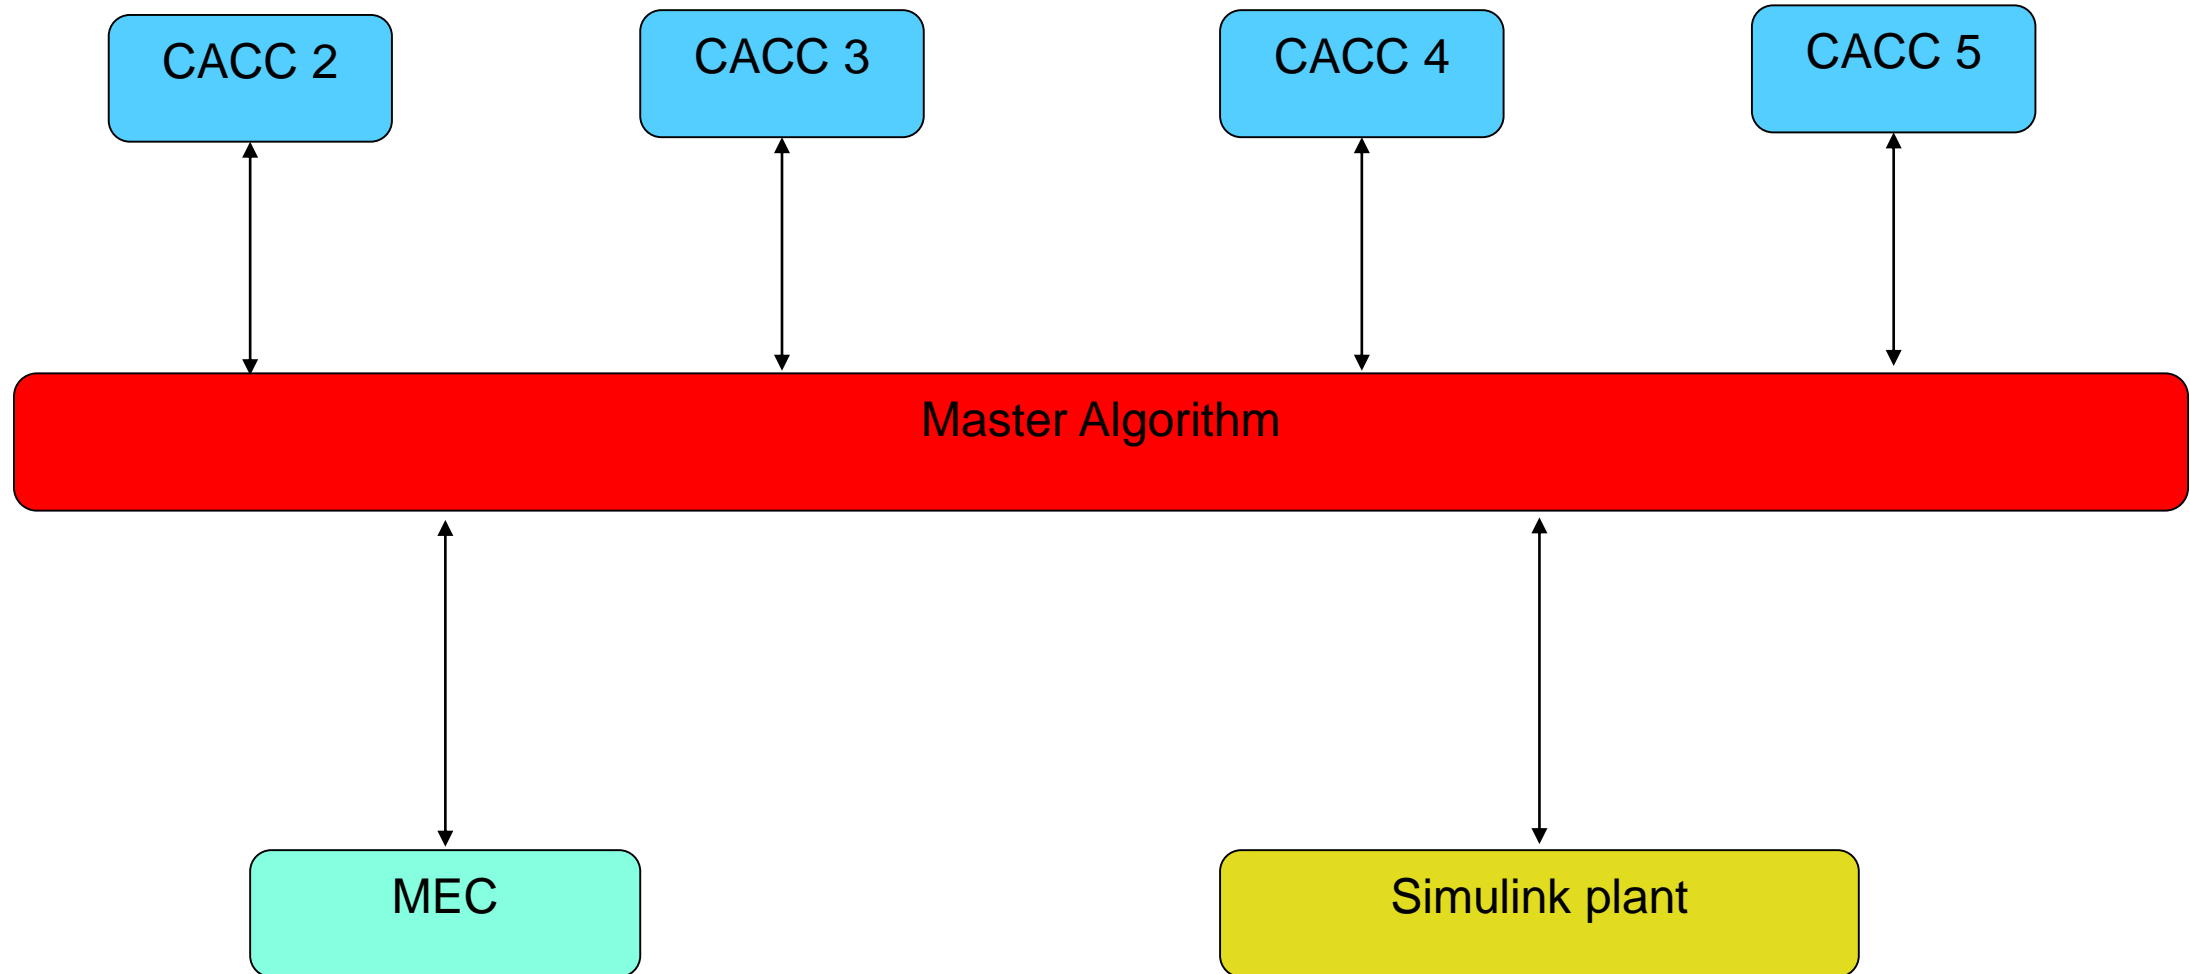 CACC 2
CACC 3
CACC 4
CACC 5
Master Algorithm
MEC
Simulink plant